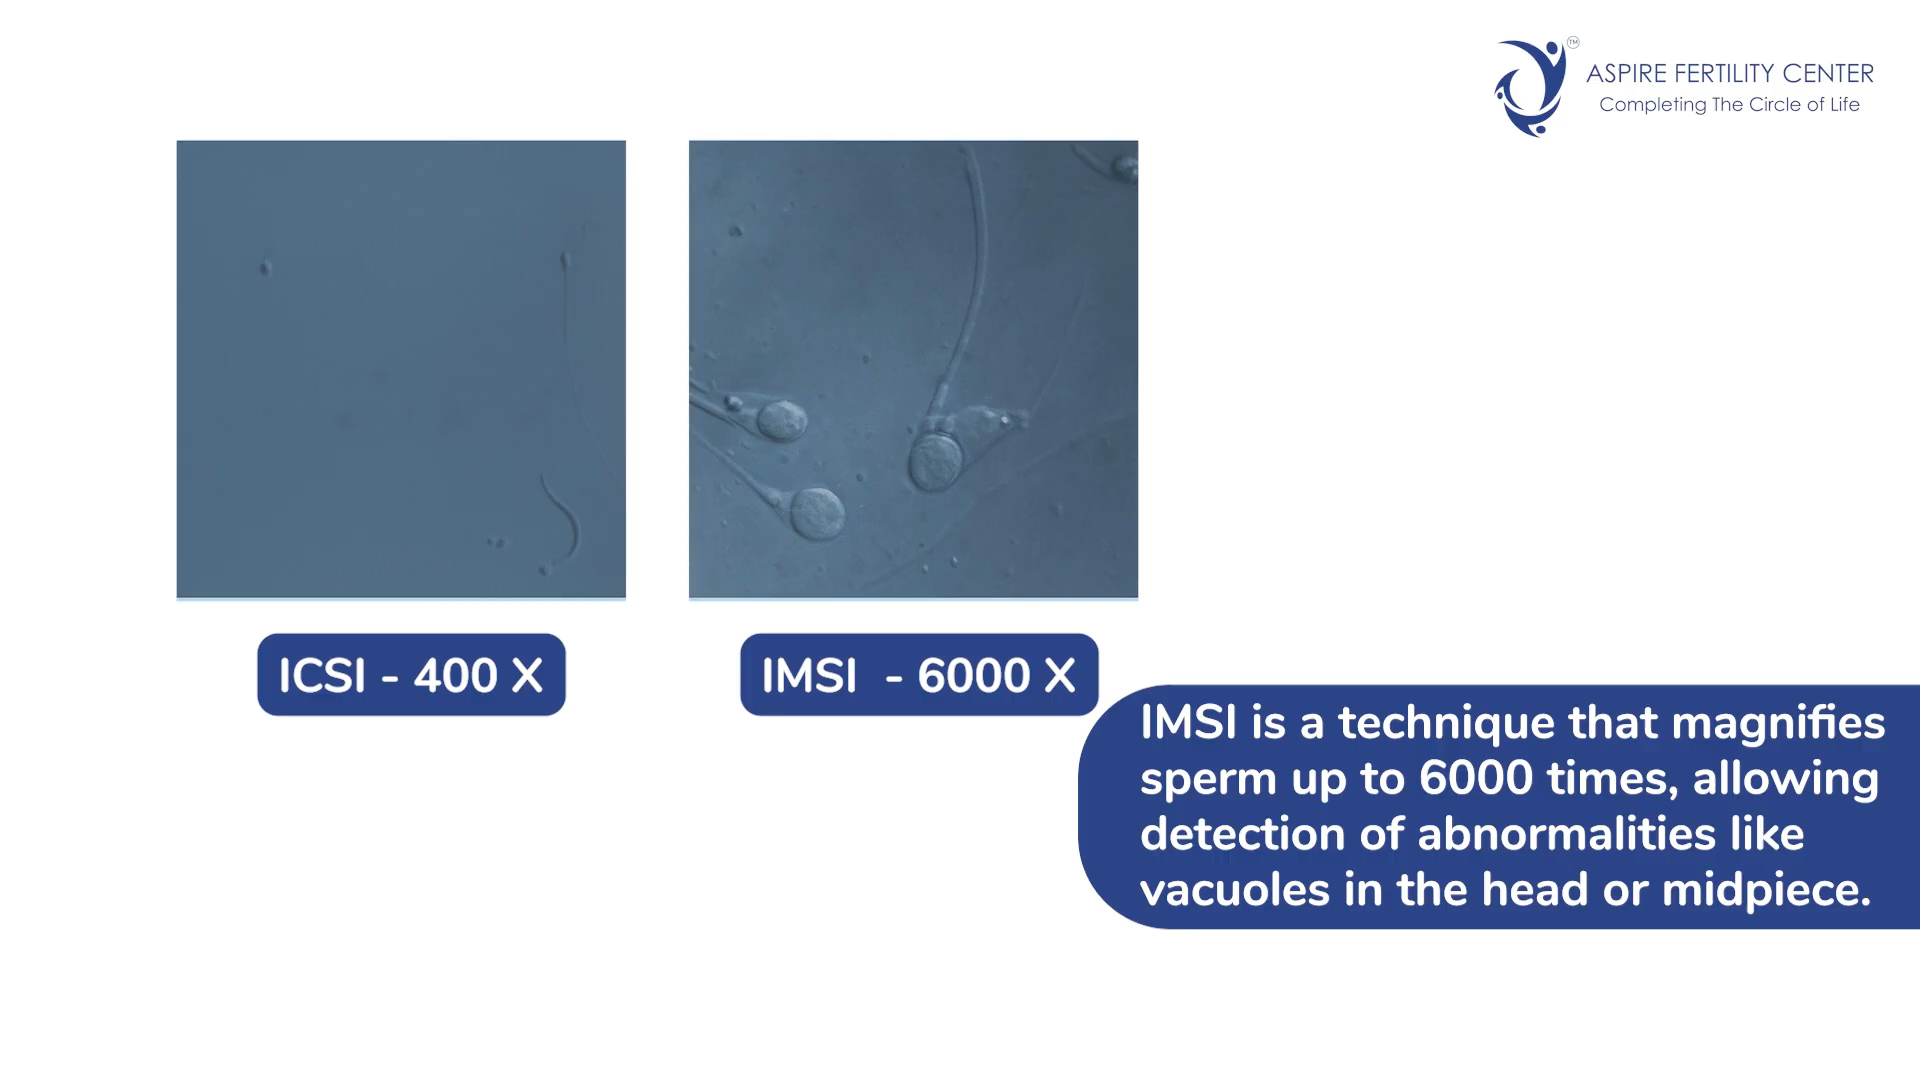 TM
ASPIRE FERTILITY CENTER
Completing The Circle of Life
ICSI - 400 X
IMSI - 6000 X
IMSI is a technique that magnifies
sperm up to 6000 times, allowing
detection of abnormalities like
vacuoles in the head or midpiece.